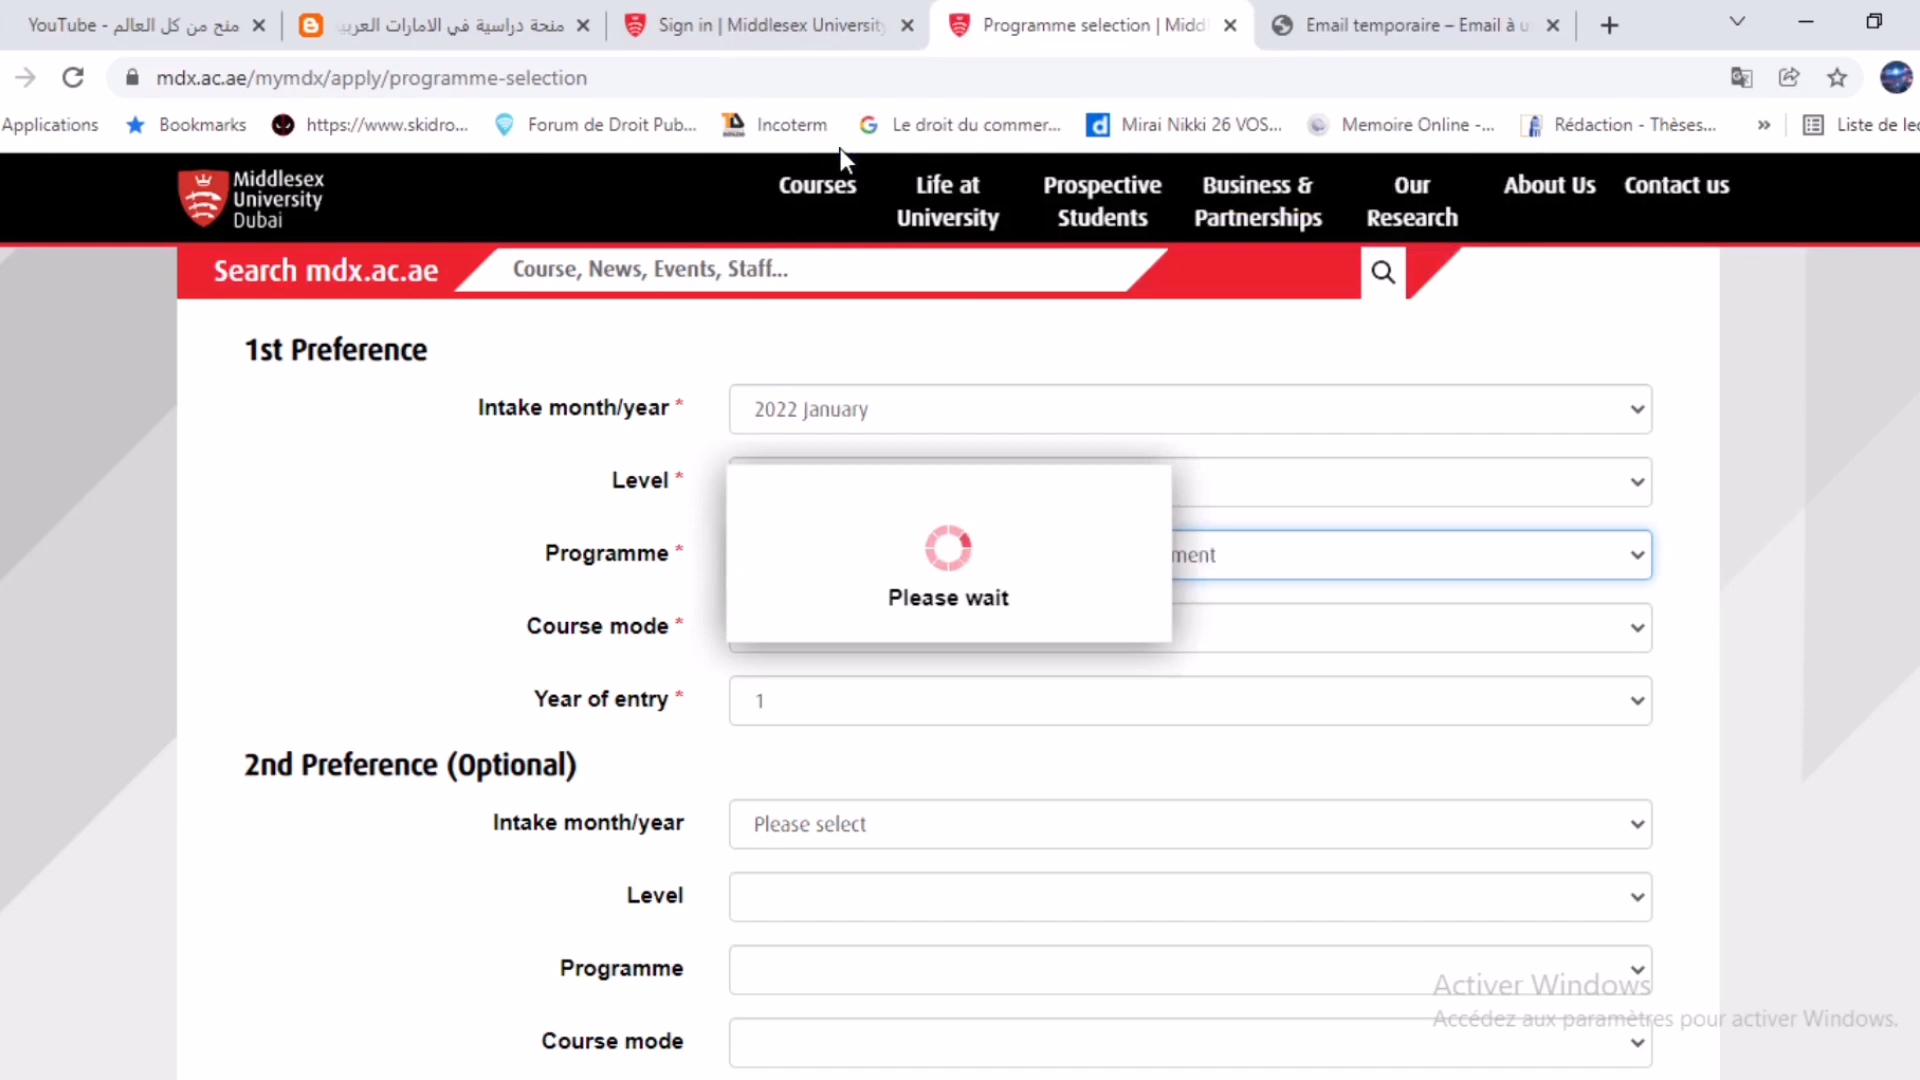 YouTube - منح من كل العالم
منحة دراسية في الامارات العربي
Sign in | Middlesex University
Programme selection | Midd
Email temporaire – Email à u
mdx.ac.ae/mymdx/apply/programme-selection
Applications
Bookmarks
https://www.skidro...
Forum de Droit Pub...
Incoterm
Le droit du commer...
Mirai Nikki 26 VOS...
Memoire Online -...
Rédaction - Thèses...
»
Liste de lec
Middlesex
University
Dubai
Courses
Life at
University
Prospective
Students
Business &
Partnerships
Our
Research
About Us
Contact us
Search mdx.ac.ae
Course, News, Events, Staff...
1st Preference
Intake month/year *
2022 January
Level *
Programme *
ment
Please wait
Course mode *
Year of entry *
1
2nd Preference (Optional)
Intake month/year
Please select
Level
Programme
Course mode
Activer Windows
Accédez aux paramètres pour activer Windows.